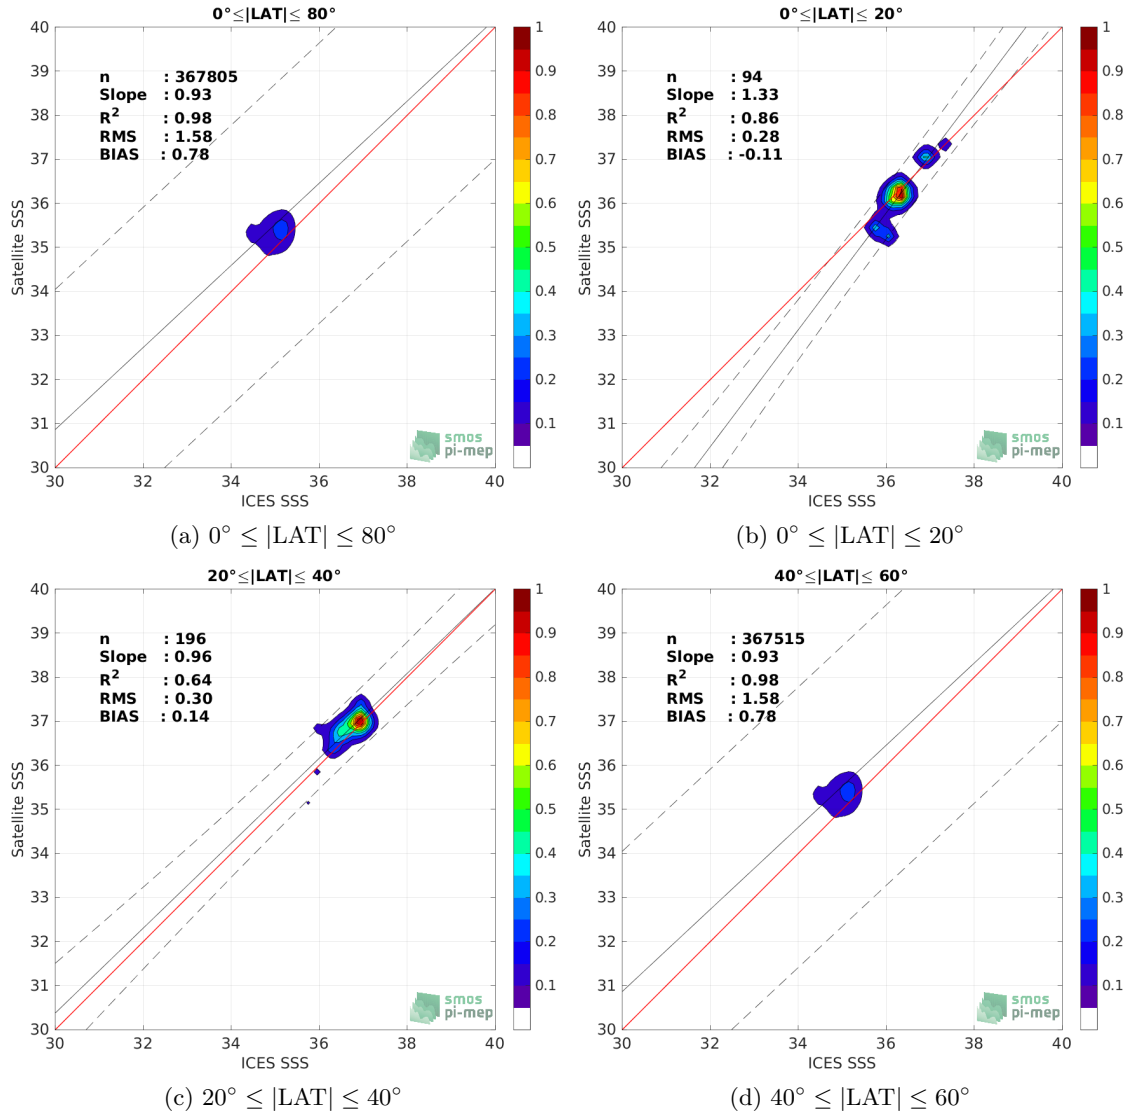 0°≤|LAT|≤ 80°
n : 367805
Slope : 0.93
R² : 0.98
RMS : 1.58
BIAS : 0.78
Satellite SSS
40
39
38
37
36
35
34
33
32
31
30
30 32 34 36 38 40
ICES SSS
1
0.9
0.8
0.7
0.6
0.5
0.4
0.3
0.2
0.1
smos
pi-mep
(a) 0° ≤ |LAT| ≤ 80°
0°≤|LAT|≤ 20°
n : 94
Slope : 1.33
R² : 0.86
RMS : 0.28
BIAS : -0.11
Satellite SSS
40
39
38
37
36
35
34
33
32
31
30
30 32 34 36 38 40
ICES SSS
1
0.9
0.8
0.7
0.6
0.5
0.4
0.3
0.2
0.1
smos
pi-mep
(b) 0° ≤ |LAT| ≤ 20°
20°≤|LAT|≤ 40°
n : 196
Slope : 0.96
R² : 0.64
RMS : 0.30
BIAS : 0.14
Satellite SSS
40
39
38
37
36
35
34
33
32
31
30
30 32 34 36 38 40
ICES SSS
1
0.9
0.8
0.7
0.6
0.5
0.4
0.3
0.2
0.1
smos
pi-mep
(c) 20° ≤ |LAT| ≤ 40°
40°≤|LAT|≤ 60°
n : 367515
Slope : 0.93
R² : 0.98
RMS : 1.58
BIAS : 0.78
Satellite SSS
40
39
38
37
36
35
34
33
32
31
30
30 32 34 36 38 40
ICES SSS
1
0.9
0.8
0.7
0.6
0.5
0.4
0.3
0.2
0.1
smos
pi-mep
(d) 40° ≤ |LAT| ≤ 60°